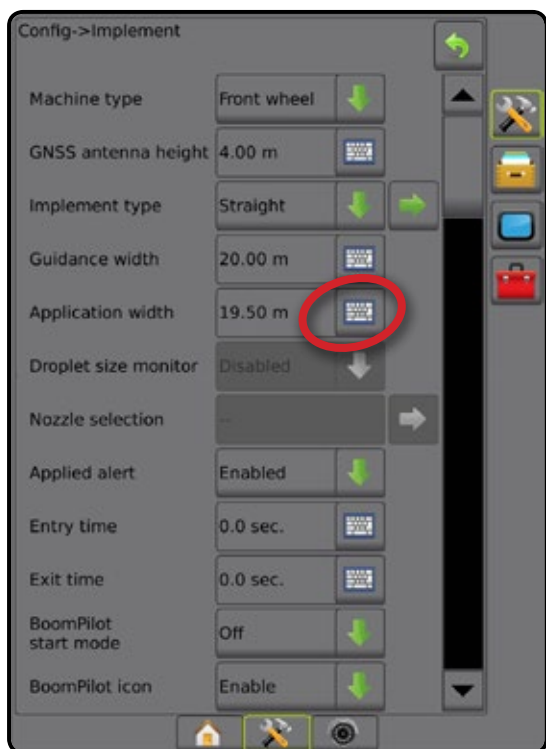 Config->Implement
Machine type Front wheel
GNSS antenna height 4.00 m
Implement type Straight
Guidance width 20.00 m
Application width 19.50 m
Droplet size monitor Disabled
Nozzle selection --
Applied alert Enabled
Entry time 0.0 sec.
Exit time 0.0 sec.
BoomPilot
start mode Off
BoomPilot icon Enable